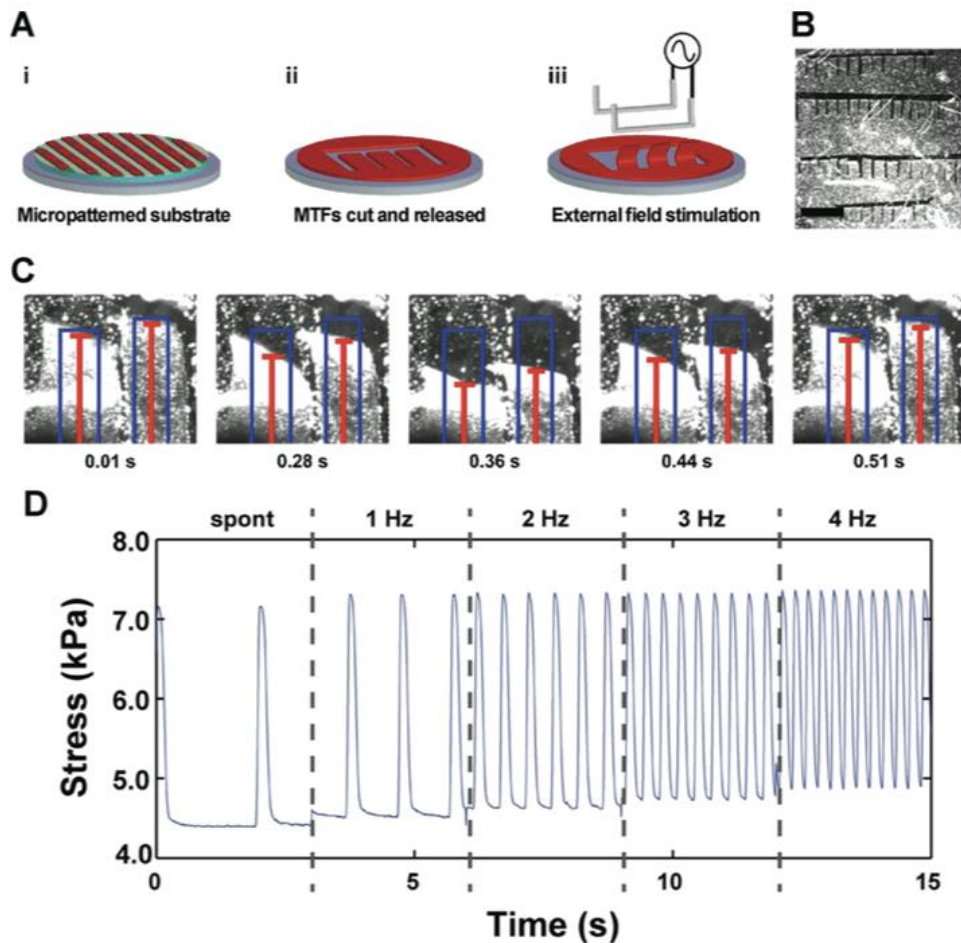 A
B
i
ii
iii
Micropatterned substrate
MTFs cut and released
External field stimulation
C
0.01 s
0.28 s
0.36 s
0.44 s
0.51 s
D
spont
1 Hz
2 Hz
3 Hz
4 Hz
8.0
7.0
6.0
5.0
4.0
Stress (kPa)
0
5
10
15
Time (s)